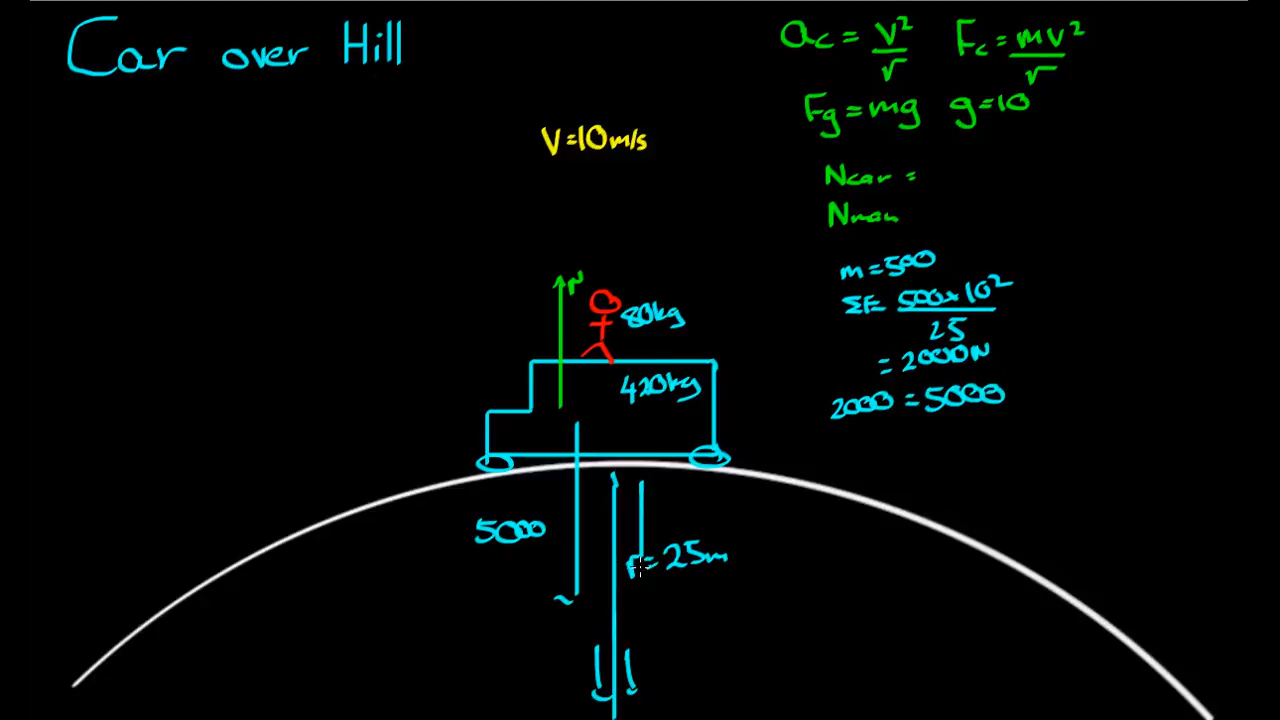 Car over Hill
ac = v²/r Fc = mv²/r
Fg = mg g = 10
V = 10 m/s
Ncar =
Nman
m = 500
ΣF = 500 × 10² / 25
= 2000N
2000 = 5000
N
80kg
420kg
5000
r = 25m